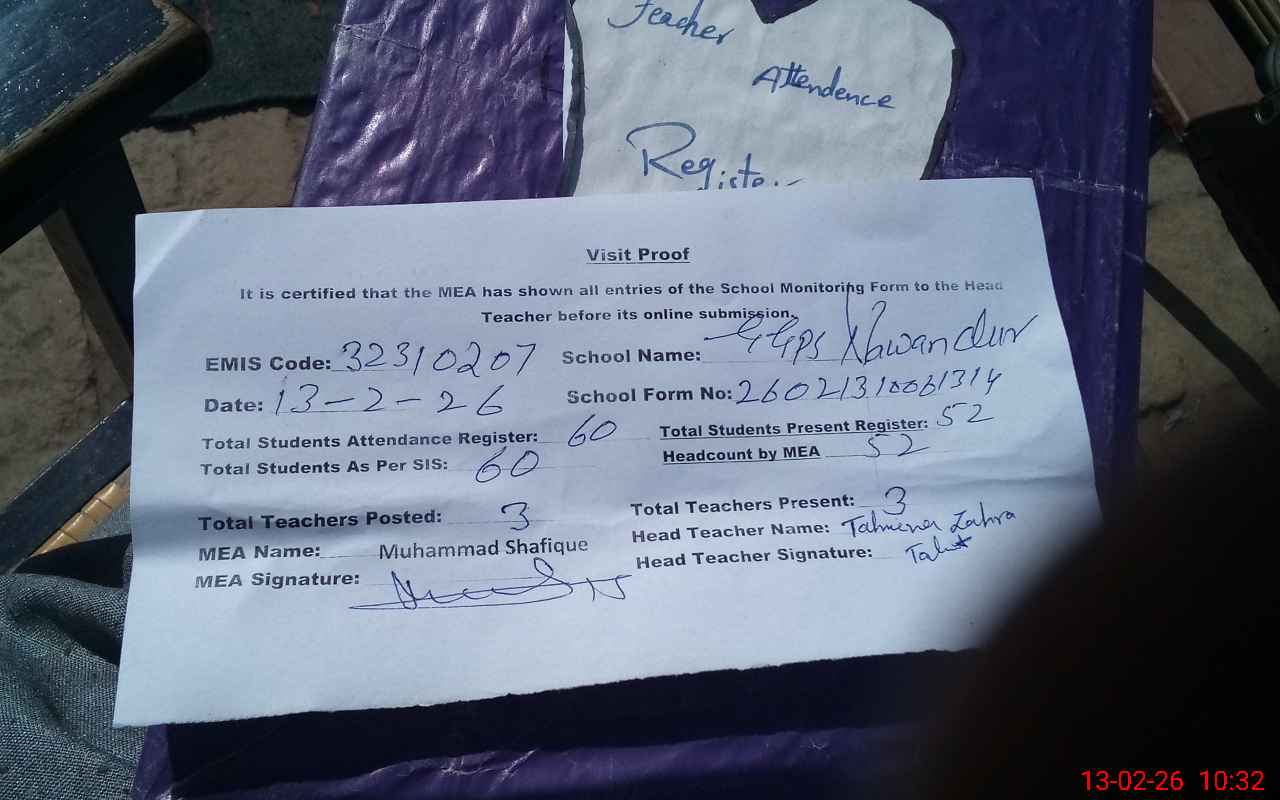 Teacher
Attendence
Register
Visit Proof
It is certified that the MEA has shown all entries of the School Monitoring Form to the Head
Teacher before its online submission.
EMIS Code: 32310207 School Name: GGPS
Date: 13-2-26 School Form No:
Total Students Attendance Register: 60 Total Students Present Register: 52
Total Students As Per SIS: 60 Headcount by MEA 52
Total Teachers Posted: 3 Total Teachers Present: 3
MEA Name: Muhammad Shafique Head Teacher Name: Tahmena Zahra
MEA Signature: Head Teacher Signature:
13-02-26 10:32